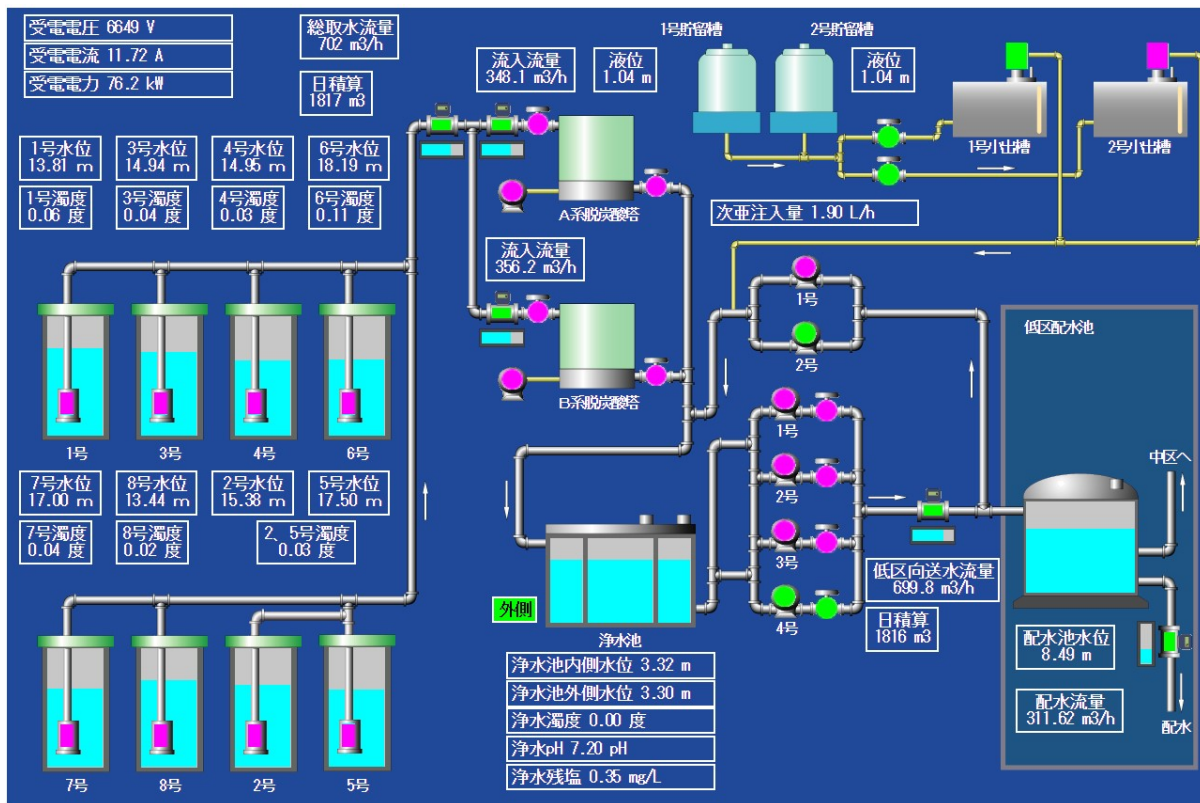 受電電圧 6649 V
受電電流 11.72 A
受電電力 76.2 kW
総取水流量
702 m3/h
日積算
1817 m3
流入流量
348.1 m3/h
液位
1.04 m
1号貯留槽
2号貯留槽
液位
1.04 m
1号小出槽
2号小出槽
1号水位
13.81 m
3号水位
14.94 m
4号水位
14.95 m
6号水位
18.19 m
1号濁度
0.06 度
3号濁度
0.04 度
4号濁度
0.03 度
6号濁度
0.11 度
A系脱炭酸塔
次亜注入量 1.90 L/h
流入流量
356.2 m3/h
B系脱炭酸塔
1号
2号
低区配水池
1号
3号
4号
6号
1号
2号
3号
4号
中区へ
7号水位
17.00 m
8号水位
13.44 m
2号水位
15.38 m
5号水位
17.50 m
7号濁度
0.04 度
8号濁度
0.02 度
2、5号濁度
0.03 度
低区向送水流量
699.8 m3/h
日積算
1816 m3
外側
浄水池
配水池水位
8.49 m
配水流量
311.62 m3/h
配水
浄水池内側水位 3.32 m
浄水池外側水位 3.30 m
浄水濁度 0.00 度
浄水pH 7.20 pH
浄水残塩 0.35 mg/L
7号
8号
2号
5号